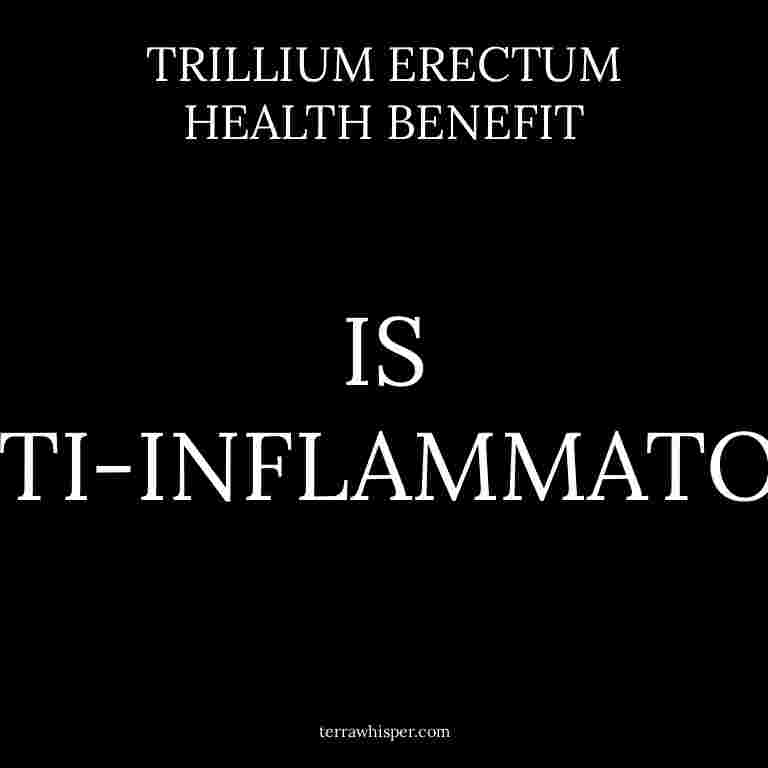 TRILLIUM ERECTUM
HEALTH BENEFIT
IS
TI-INFLAMMATO
terrawhisper.com